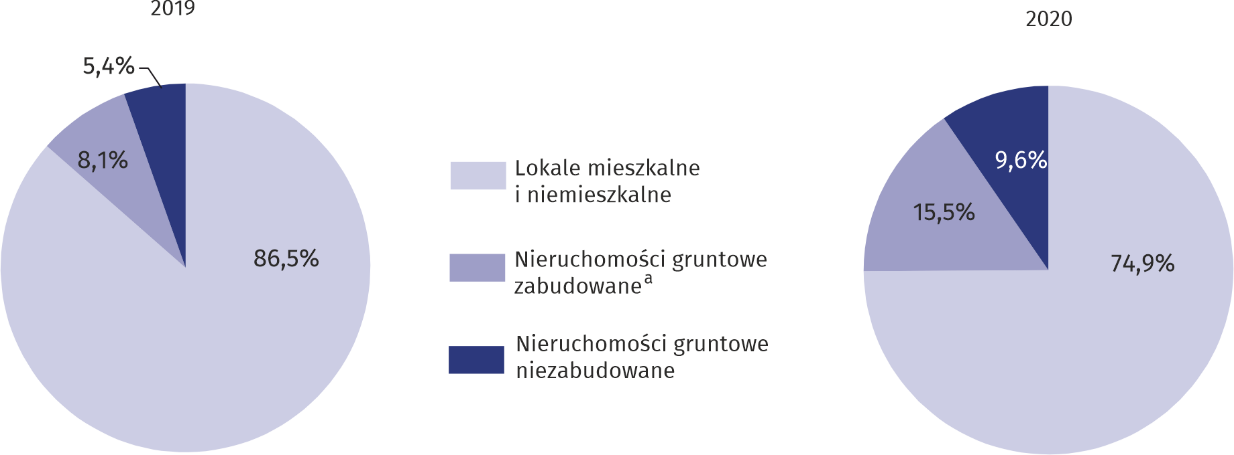 2019
5,4%
8,1%
86,5%
Lokale mieszkalne
i niemieszkalne
Nieruchomości gruntowe
zabudowaneᵃ
Nieruchomości gruntowe
niezabudowane
2020
9,6%
15,5%
74,9%